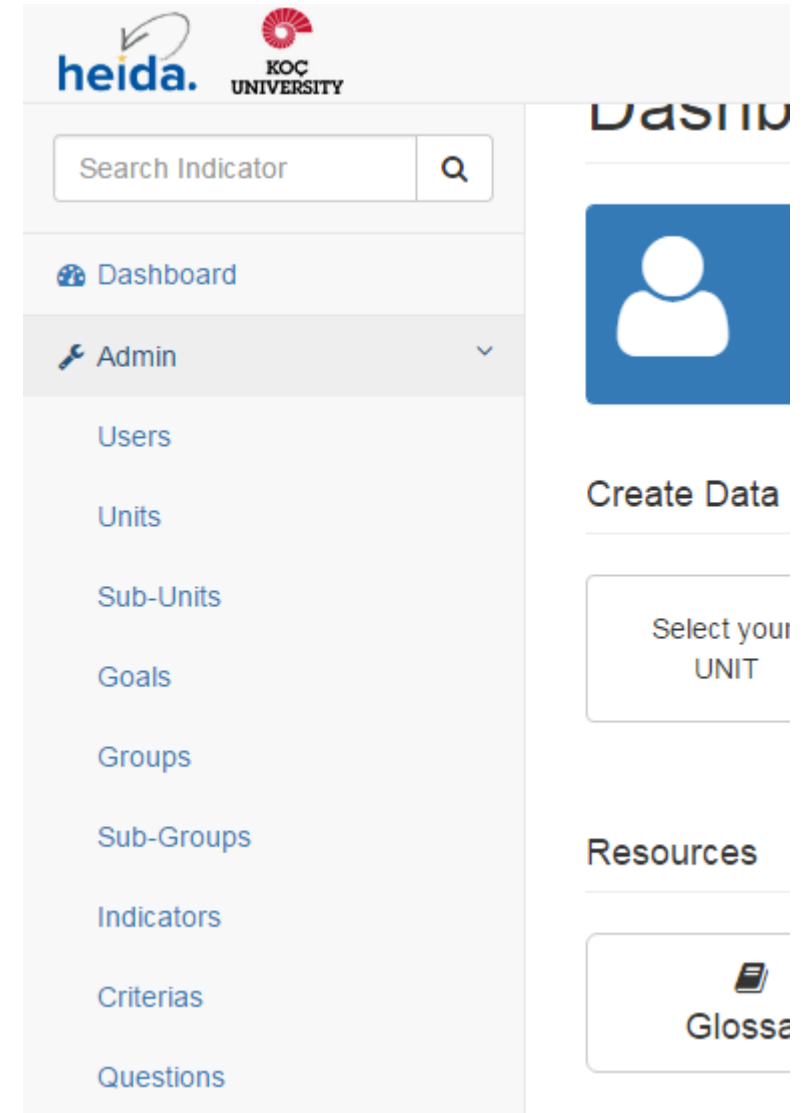 heida.
KOÇ
UNIVERSITY
Search Indicator
Dashboard
Admin
Users
Units
Sub-Units
Goals
Groups
Sub-Groups
Indicators
Criterias
Questions
Dashb
Create Data
Select your
UNIT
Resources
Glossa